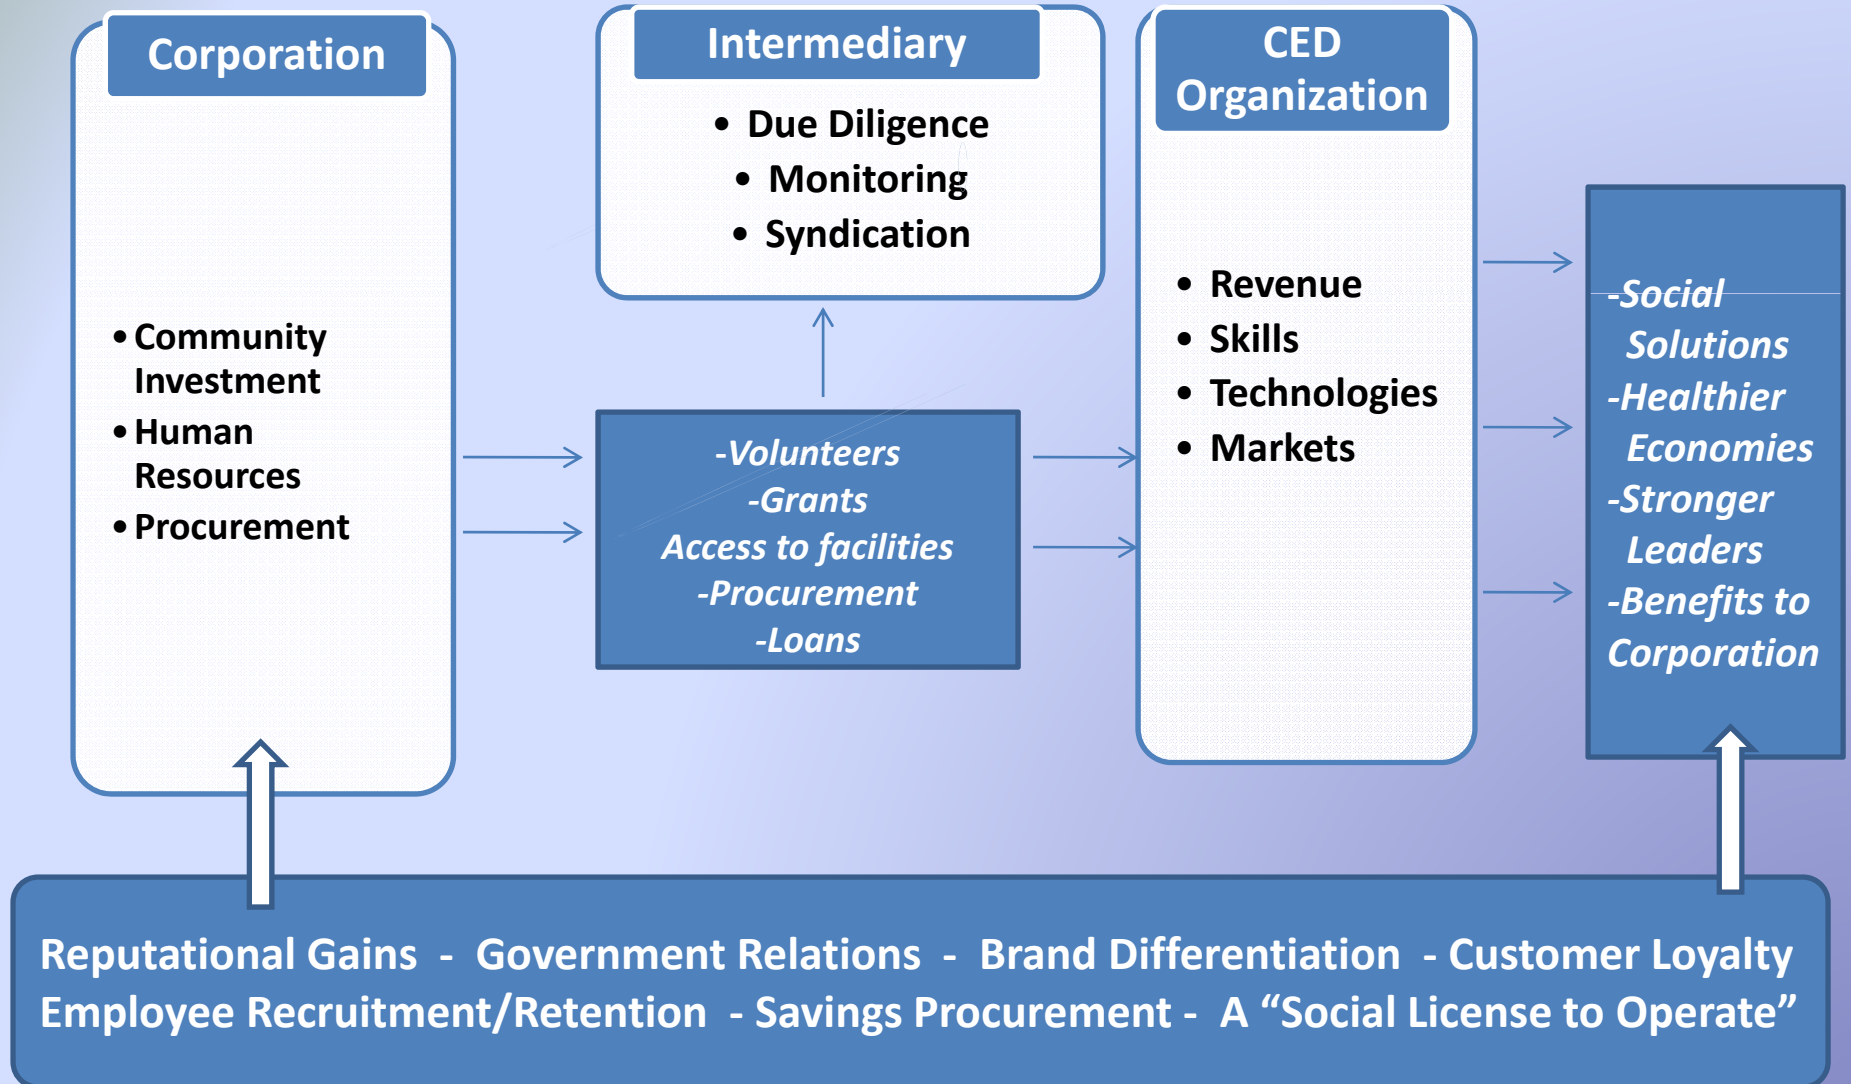 Corporation
• Community
Investment
• Human
Resources
• Procurement
Intermediary
• Due Diligence
• Monitoring
• Syndication
-Volunteers
-Grants
Access to facilities
-Procurement
-Loans
CED
Organization
• Revenue
• Skills
• Technologies
• Markets
-Social
Solutions
-Healthier
Economies
-Stronger
Leaders
-Benefits to
Corporation
Reputational Gains - Government Relations - Brand Differentiation - Customer Loyalty
Employee Recruitment/Retention - Savings Procurement - A “Social License to Operate”